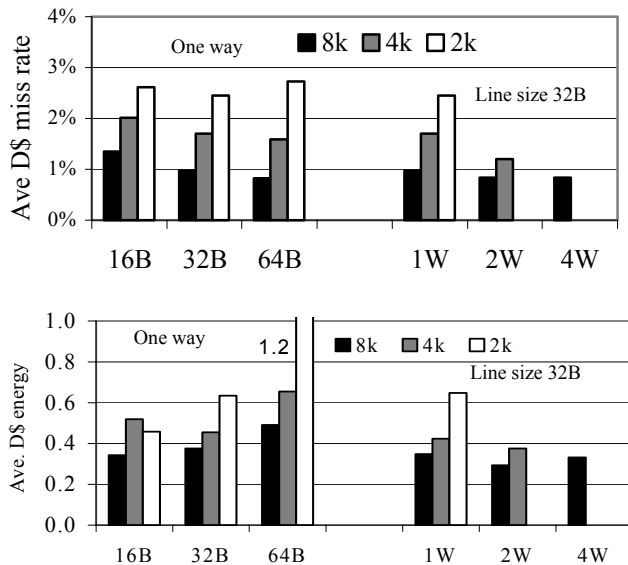 4%
One way
8k 4k 2k
3%
Line size 32B
2%
1%
0%
Ave D$ miss rate
16B 32B 64B 1W 2W 4W
1.0
One way
1.2
8k 4k 2k
Line size 32B
0.8
0.6
0.4
0.2
0.0
Ave. D$ energy
16B 32B 64B 1W 2W 4W